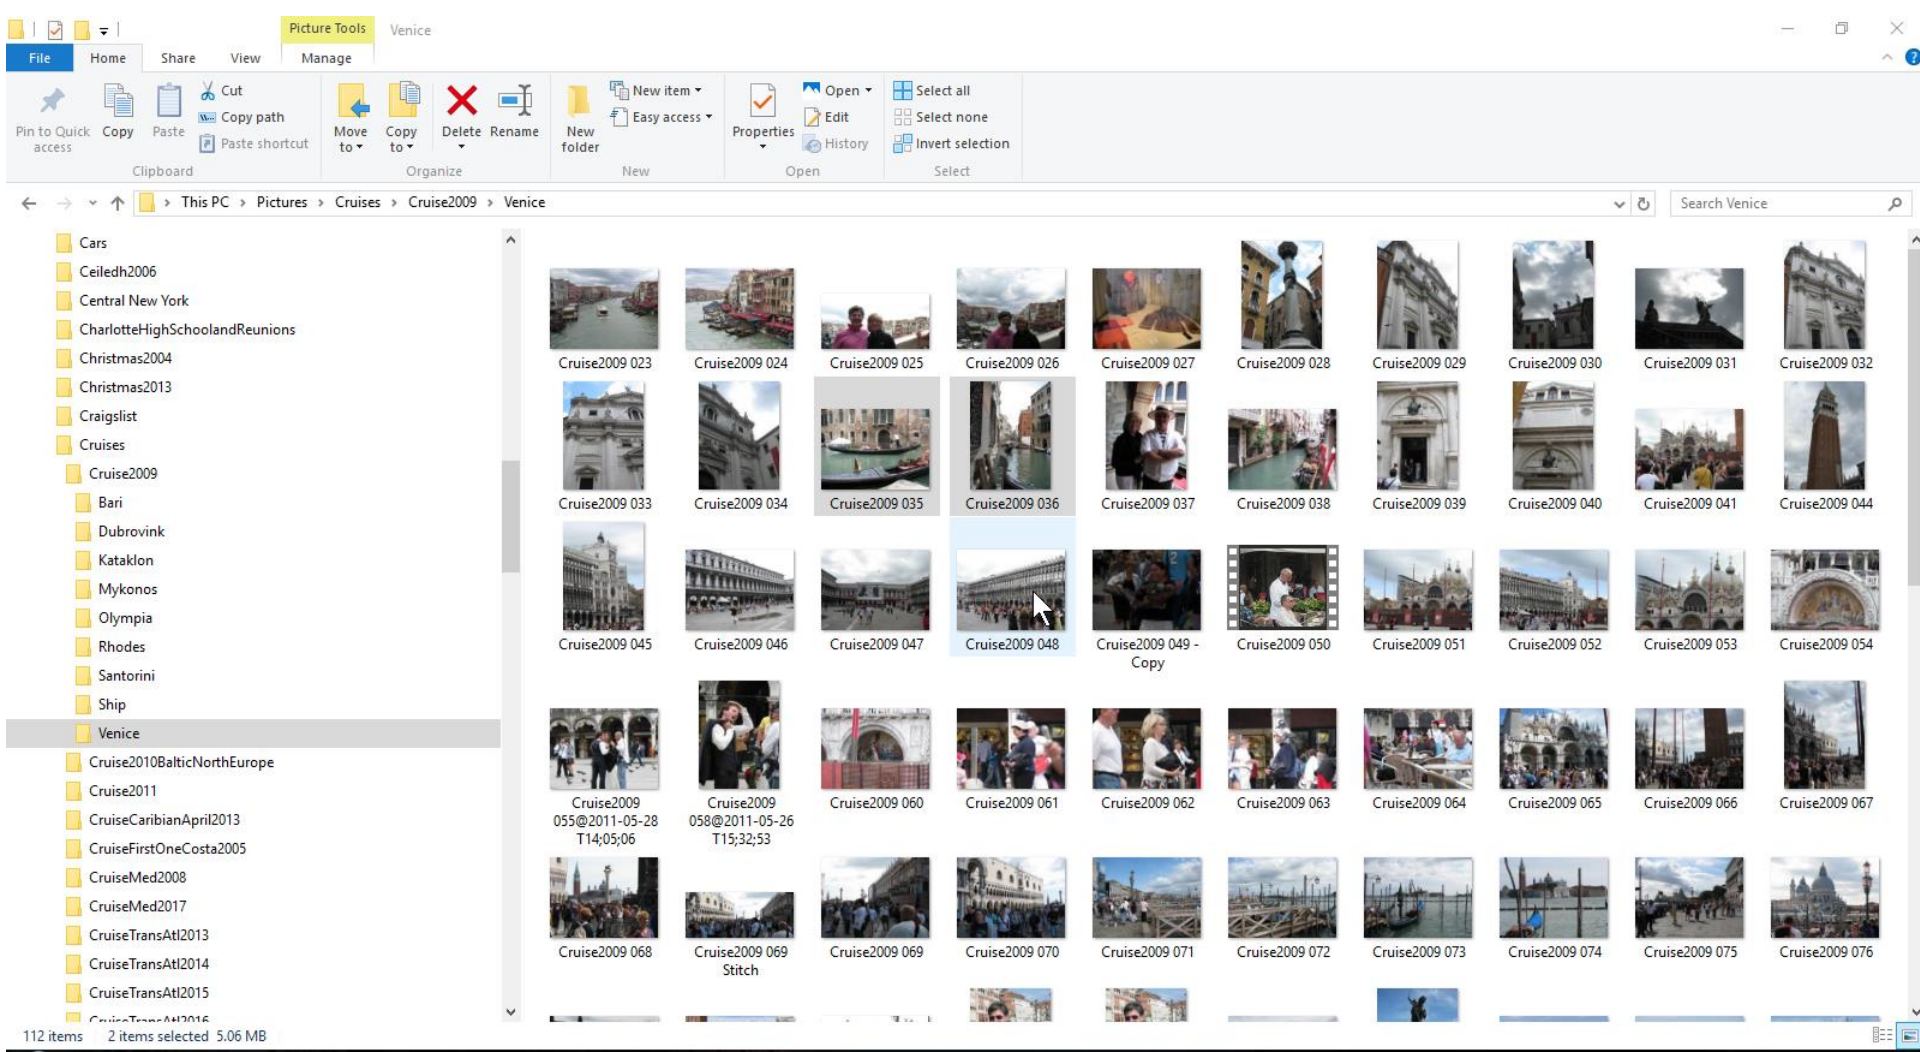 Picture Tools Venice
File Home Share View Manage
Pin to Quick access
Copy
Paste
Cut
Copy path
Paste shortcut
Clipboard
Move to
Copy to
Delete
Rename
Organize
New folder
New item
Easy access
New
Properties
Open
Edit
History
Open
Select all
Select none
Invert selection
Select
This PC > Pictures > Cruises > Cruise2009 > Venice
Search Venice
Cars
Ceiledh2006
Central New York
CharlotteHighSchoolandReunions
Christmas2004
Christmas2013
Craigslist
Cruises
Cruise2009
Bari
Dubrovink
Kataklon
Mykonos
Olympia
Rhodes
Santorini
Ship
Venice
Cruise2010BalticNorthEurope
Cruise2011
CruiseCaribianApril2013
CruiseFirstOneCosta2005
CruiseMed2008
CruiseMed2017
CruiseTransAtl2013
CruiseTransAtl2014
CruiseTransAtl2015
CruiseTransAtl2016
Cruise2009 023 Cruise2009 024 Cruise2009 025 Cruise2009 026 Cruise2009 027 Cruise2009 028 Cruise2009 029 Cruise2009 030 Cruise2009 031 Cruise2009 032
Cruise2009 033 Cruise2009 034 Cruise2009 035 Cruise2009 036 Cruise2009 037 Cruise2009 038 Cruise2009 039 Cruise2009 040 Cruise2009 041 Cruise2009 044
Cruise2009 045 Cruise2009 046 Cruise2009 047 Cruise2009 048 Cruise2009 049 - Cruise2009 050 Cruise2009 051 Cruise2009 052 Cruise2009 053 Cruise2009 054
Copy
Cruise2009 Cruise2009 Cruise2009 060 Cruise2009 061 Cruise2009 062 Cruise2009 063 Cruise2009 064 Cruise2009 065 Cruise2009 066 Cruise2009 067
055@2011-05-28 058@2011-05-26
T14;05;06 T15;32;53
Cruise2009 068 Cruise2009 069 Cruise2009 069 Cruise2009 070 Cruise2009 071 Cruise2009 072 Cruise2009 073 Cruise2009 074 Cruise2009 075 Cruise2009 076
Stitch
112 items 2 items selected 5.06 MB